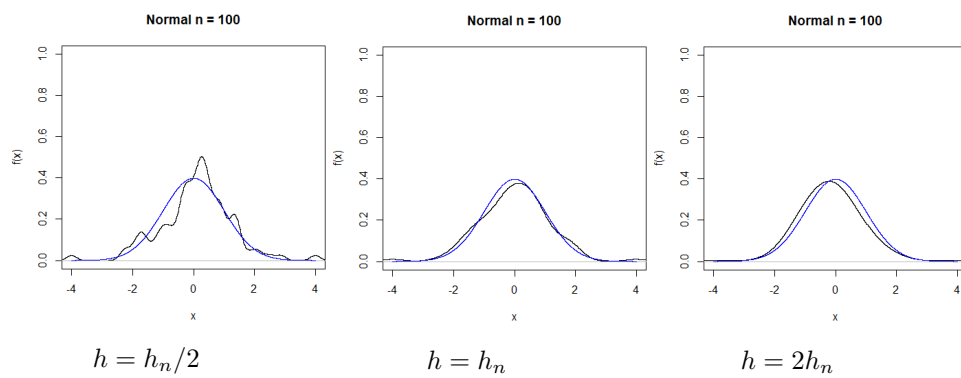 Normal n = 100
f(x)
0.0 0.2 0.4 0.6 0.8 1.0
-4 -2 0 2 4
x
h = hₙ/2
Normal n = 100
f(x)
0.0 0.2 0.4 0.6 0.8 1.0
-4 -2 0 2 4
x
h = hₙ
Normal n = 100
f(x)
0.0 0.2 0.4 0.6 0.8 1.0
-4 -2 0 2 4
x
h = 2hₙ